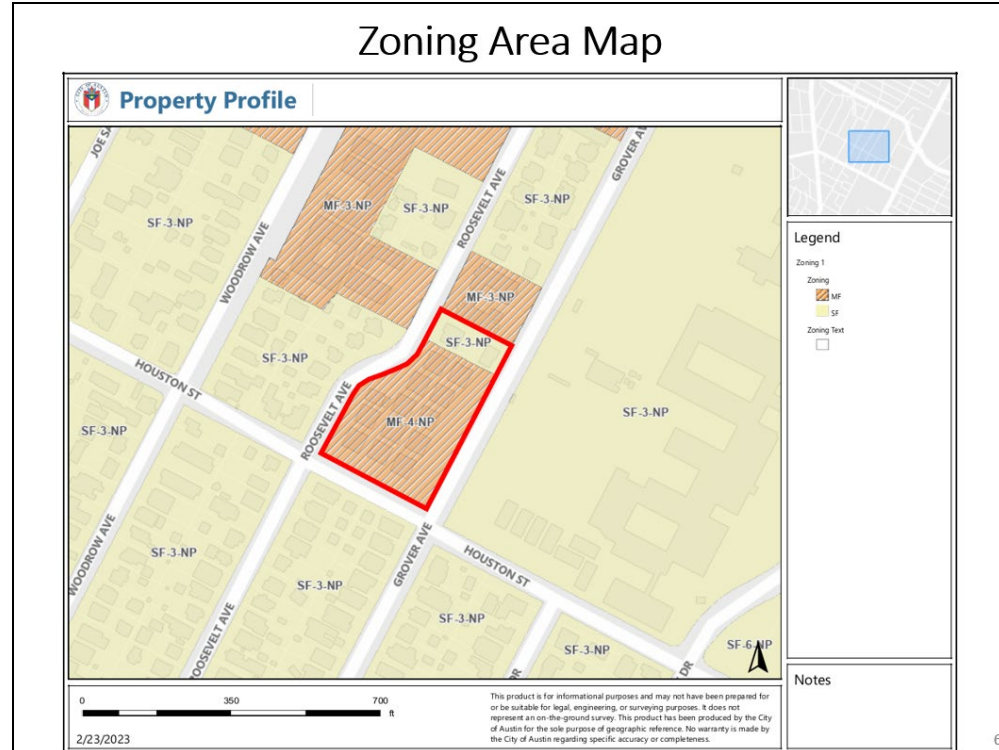 Zoning Area Map
Property Profile
JOE SA
WOODROW AVE
MF-3-NP
SF-3-NP
ROOSEVELT AVE
SF-3-NP
GROVER AV
SF-3-NP
MF-3-NP
SF-3-NP
SF-3-NP
HOUSTON ST
ROOSEVELT AVE
MF-4-NP
SF-3-NP
SF-3-NP
WOODROW AVE
SF-3-NP
SF-3-NP
ROOSEVELT AVE
GROVER AVE
HOUSTON ST
SF-3-NP
SF-3-NP
DR
DR
SF-6-NP
Legend
Zoning 1
Zoning
MF
SF
Zoning Text
Notes
0 350 700
ft
2/23/2023
This product is for informational purposes and may not have been prepared for
or be suitable for legal, engineering, or surveying purposes. It does not
represent an on-the-ground survey. This product has been produced by the City
of Austin for the sole purpose of geographic reference. No warranty is made by
the City of Austin regarding specific accuracy or completeness.
6